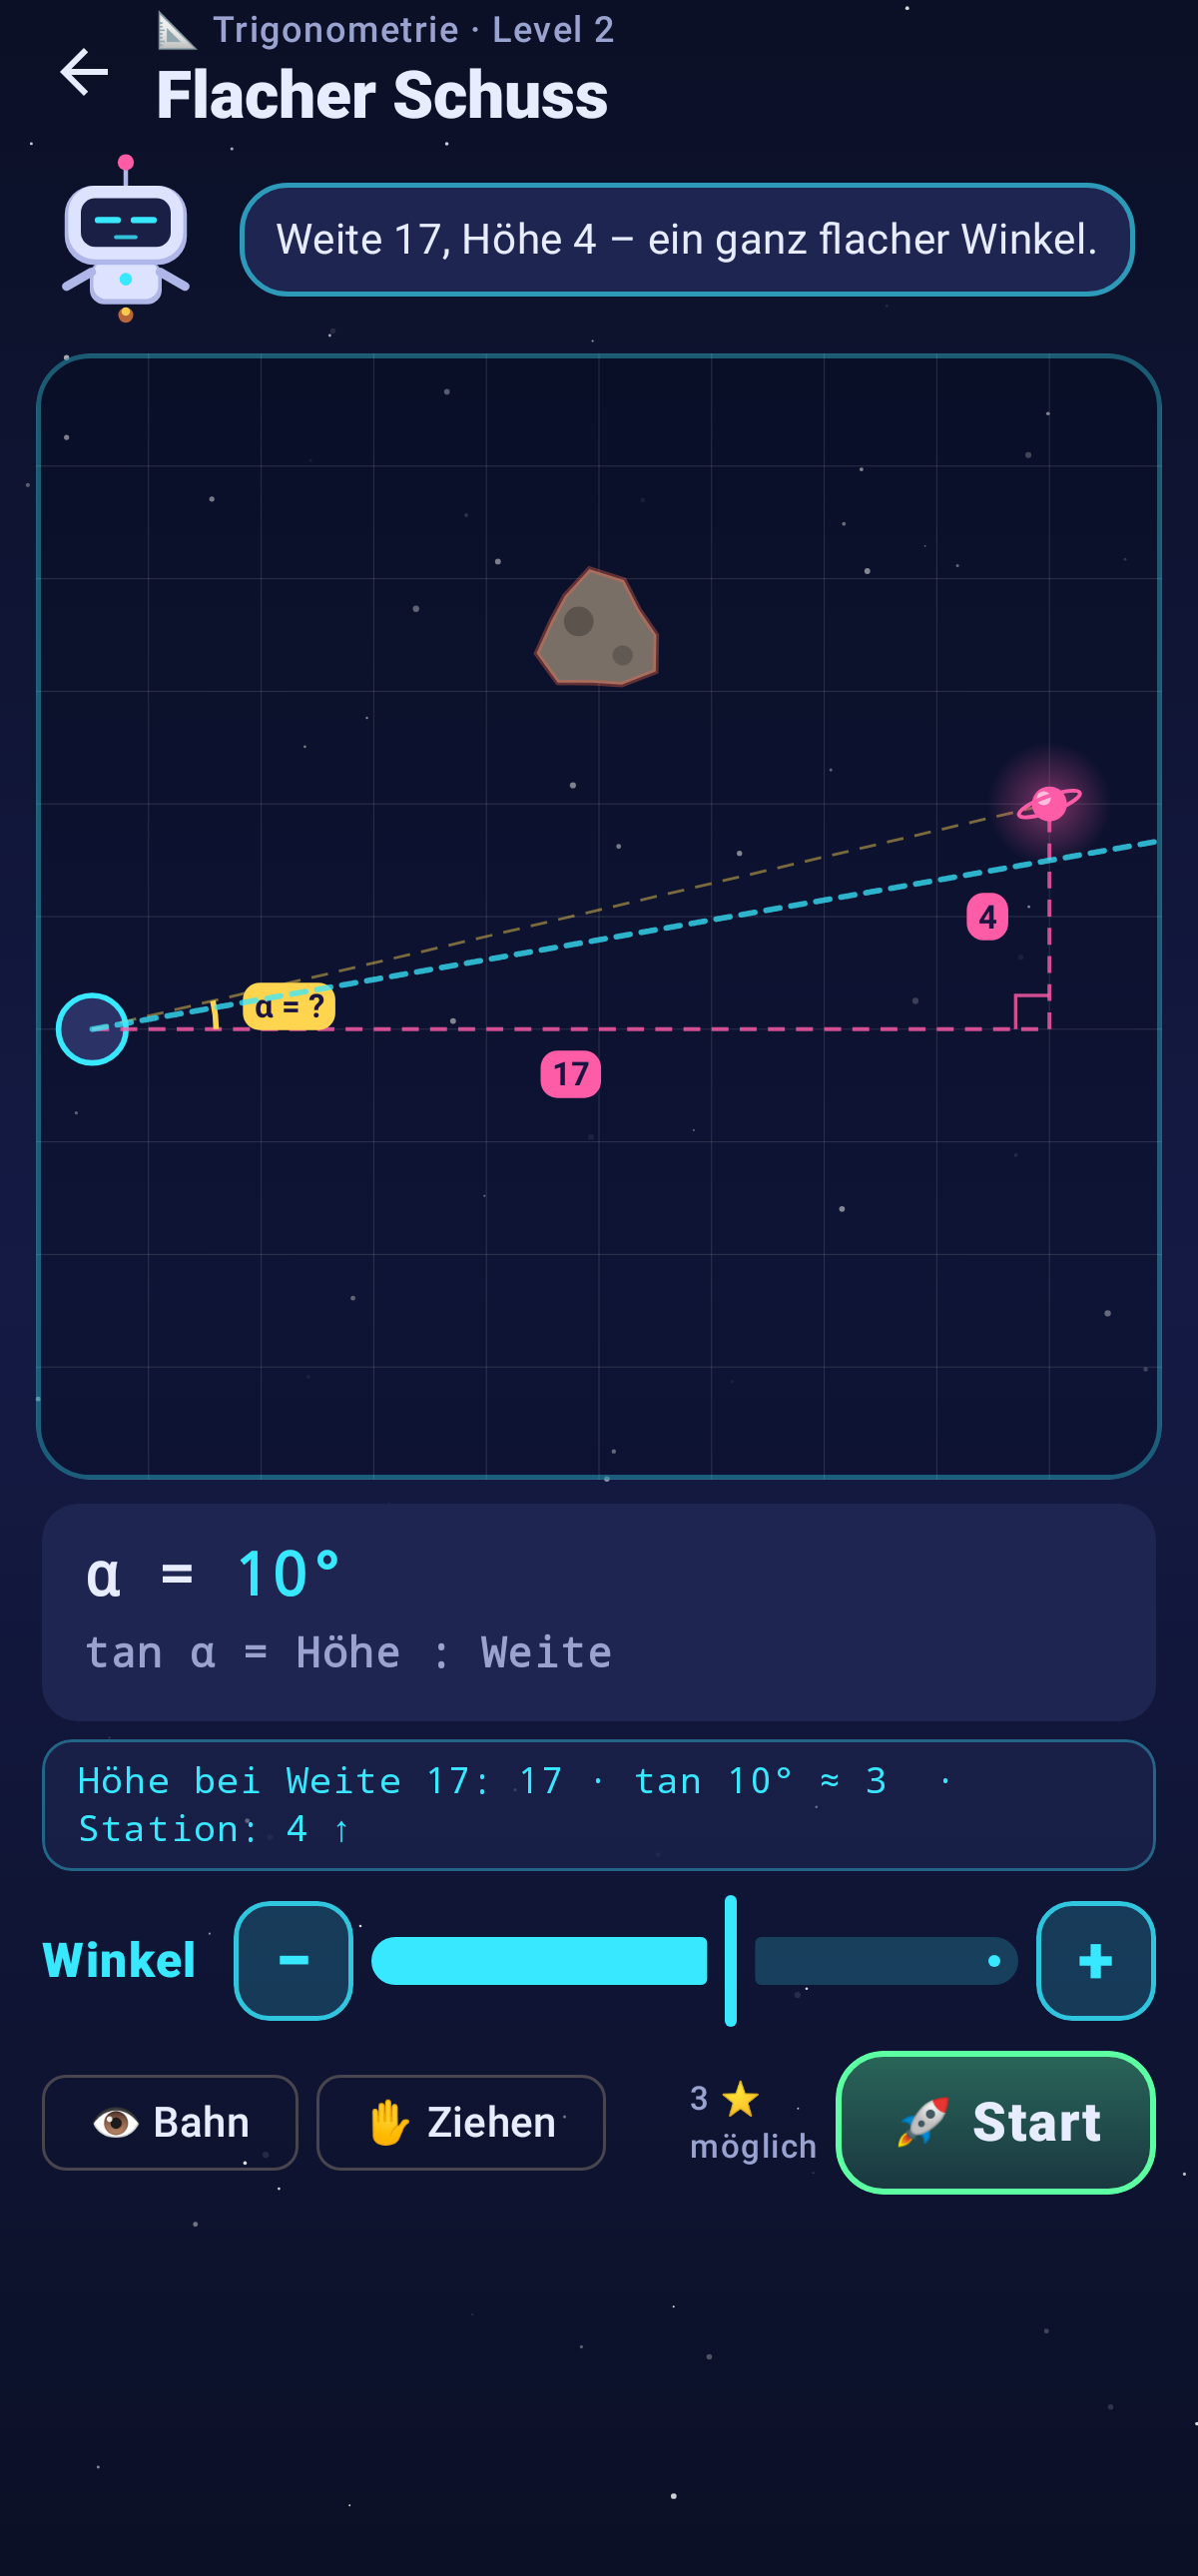 Trigonometrie · Level 2
Flacher Schuss
Weite 17, Höhe 4 – ein ganz flacher Winkel.
4
α = ?
17
α = 10°
tan α = Höhe : Weite
Höhe bei Weite 17: 17 · tan 10° ≈ 3 ·
Station: 4 ↑
Winkel − +
Bahn
Ziehen
3 ⭐
möglich
Start